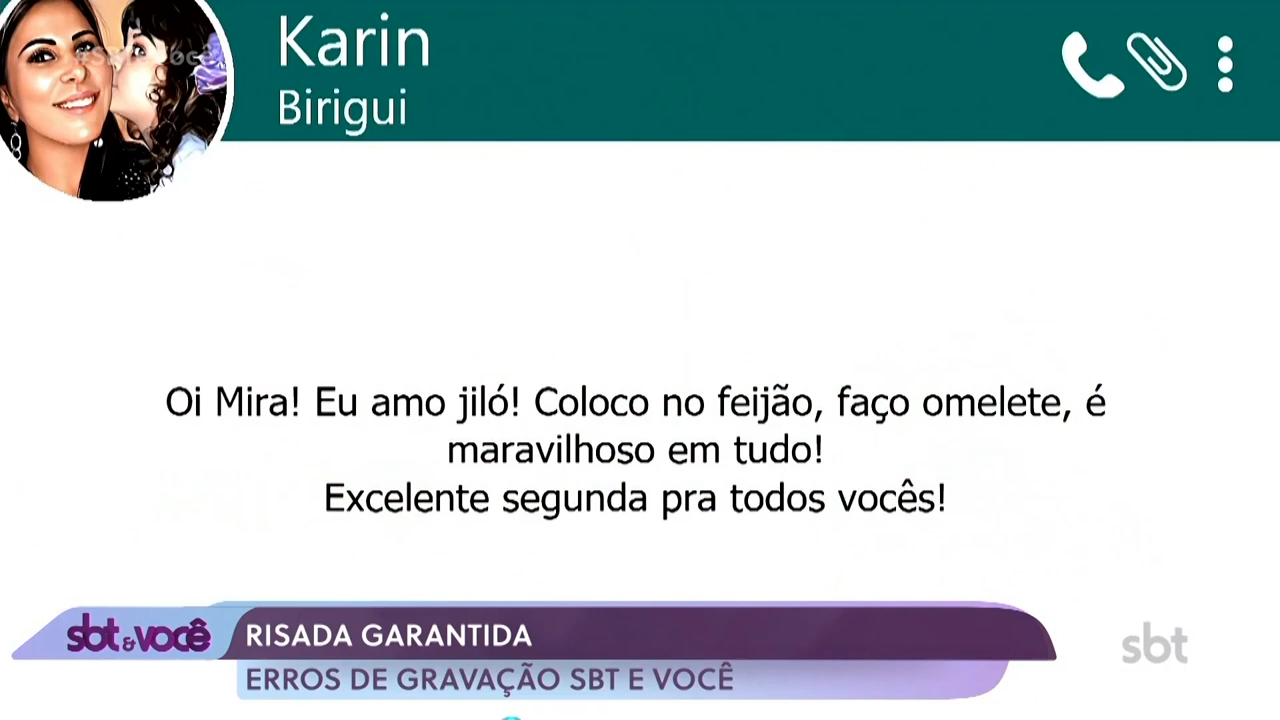 #SBTeVocê
Karin
Birigui
Oi Mira! Eu amo jiló! Coloco no feijão, faço omelete, é
maravilhoso em tudo!
Excelente segunda pra todos vocês!
sbt&você
RISADA GARANTIDA
ERROS DE GRAVAÇÃO SBT E VOCÊ
sbt